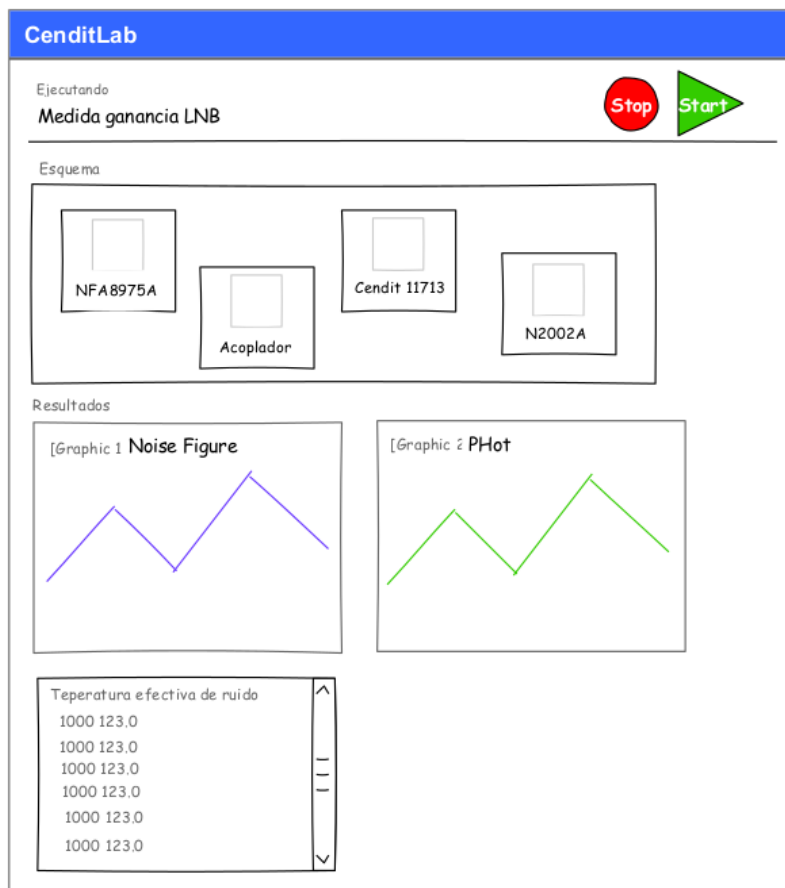 CenditLab
Ejecutando
Medida ganancia LNB
Stop
Start
Esquema
NFA8975A
Acoplador
Cendit 11713
N2002A
Resultados
[Graphic 1 Noise Figure
[Graphic 2 PHot
Teperatura efectiva de ruido
1000 123,0
1000 123,0
1000 123,0
1000 123,0
1000 123,0
1000 123,0